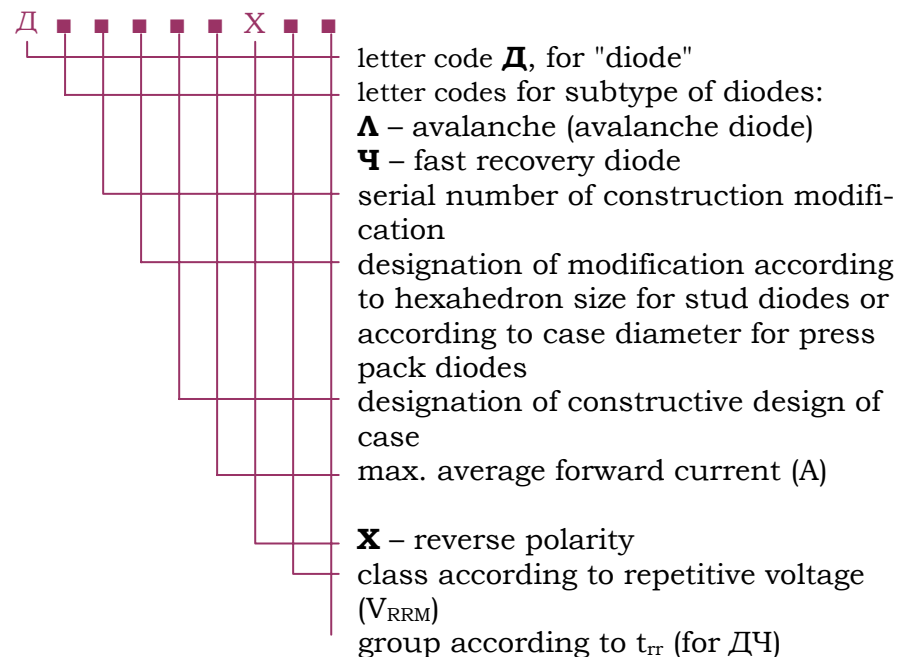 Д ■ ■ ■ ■ ■ Х ■ ■
letter code Д, for "diode"
letter codes for subtype of diodes:
Λ – avalanche (avalanche diode)
Ч – fast recovery diode
serial number of construction modifi-
cation
designation of modification according
to hexahedron size for stud diodes or
according to case diameter for press
pack diodes
designation of constructive design of
case
max. average forward current (A)
Х – reverse polarity
class according to repetitive voltage
(VRRM)
group according to trr (for ДЧ)